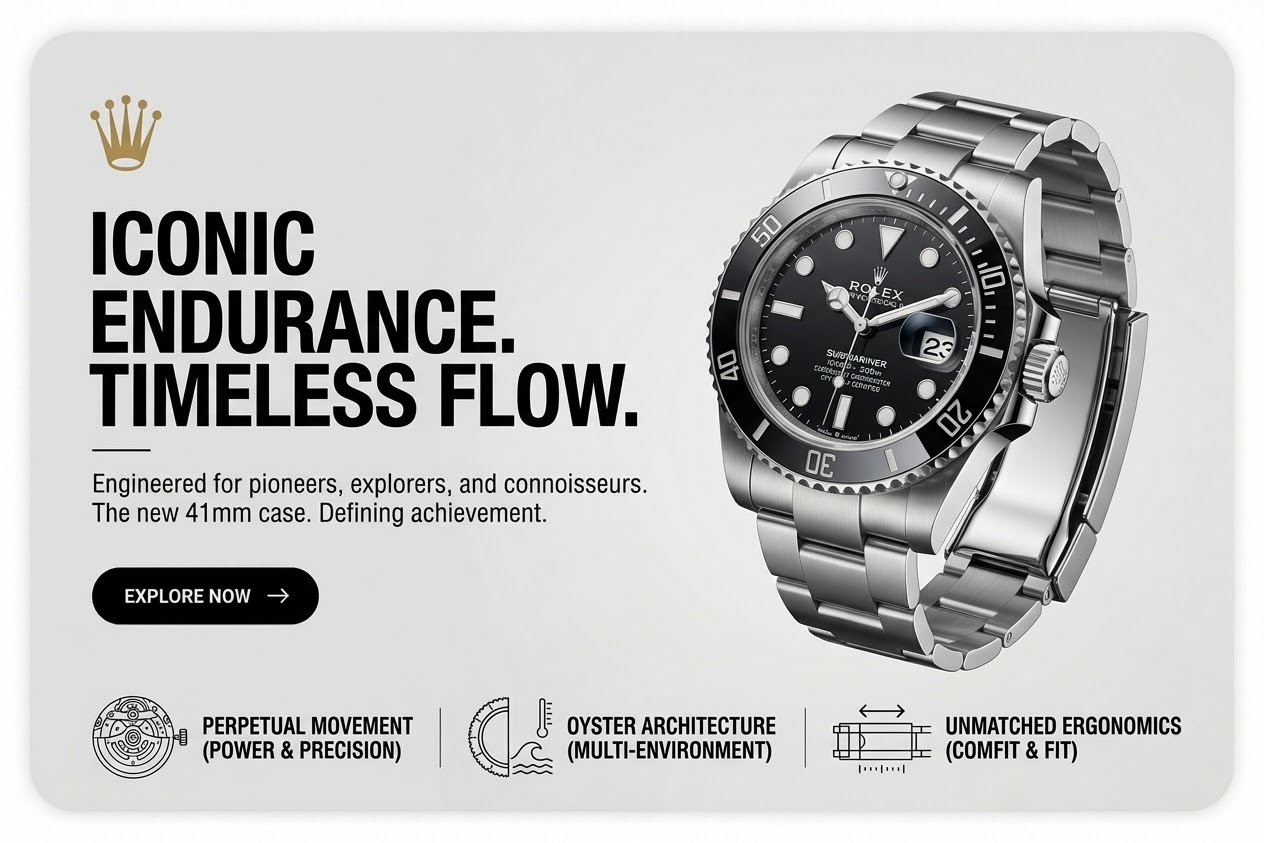 ICONIC
ENDURANCE.
TIMELESS FLOW.
Engineered for pioneers, explorers, and connoisseurs.
The new 41mm case. Defining achievement.
EXPLORE NOW
50
10
40
20
30
ROLEX
23
PERPETUAL MOVEMENT
(POWER & PRECISION)
OYSTER ARCHITECTURE
(MULTI-ENVIRONMENT)
UNMATCHED ERGONOMICS
(COMFIT & FIT)